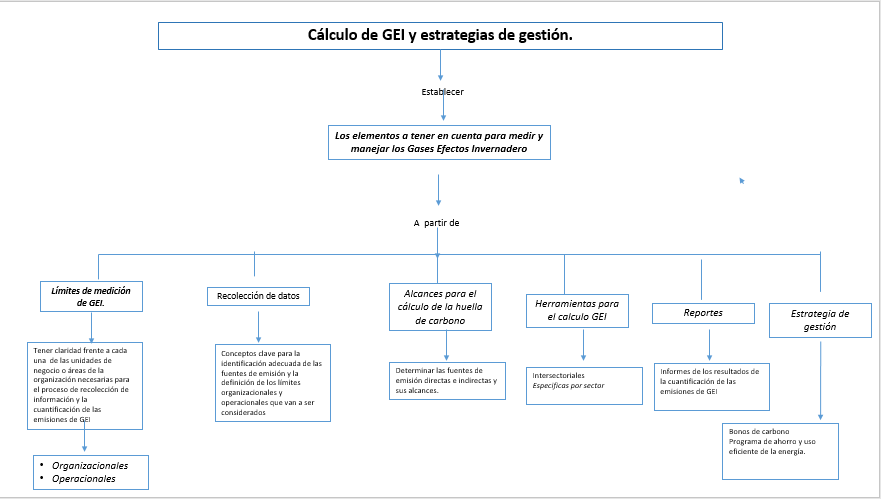 Cálculo de GEI y estrategias de gestión.
Establecer
Los elementos a tener en cuenta para medir y
manejar los Gases Efectos Invernadero
A partir de
Límites de medición
de GEI.
Recolección de datos
Alcances para el
cálculo de la huella
de carbono
Herramientas para
el calculo GEI
Reportes
Estrategia de
gestión
Tener claridad frente a cada
una de las unidades de
negocio o áreas de la
organización necesarias para
el proceso de recolección de
información y la
cuantificación de las
emisiones de GEI
Conceptos clave para la
identificación adecuada de las
fuentes de emisión y la
definición de los límites
organizacionales y
operacionales que van a ser
considerados
Determinar las fuentes de
emisión directas e indirectas y
sus alcances.
Intersectoriales
Especificas por sector
Informes de los resultados de
la cuantificación de las
emisiones de GEI
Bonos de carbono
Programa de ahorro y uso
eficiente de la energía.
• Organizacionales
• Operacionales